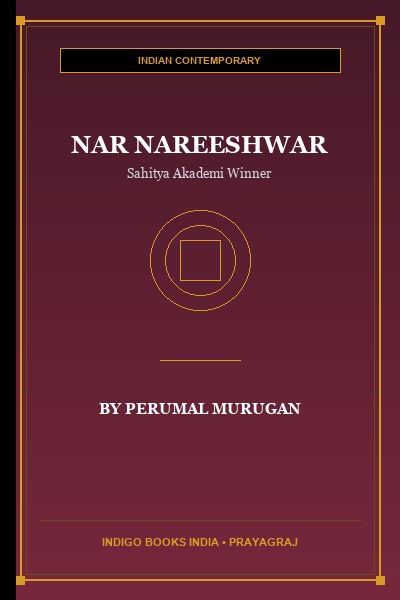 INDIAN CONTEMPORARY
NAR NAREESHWAR
Sahitya Akademi Winner
BY PERUMAL MURUGAN
INDIGO BOOKS INDIA • PRAYAGRAJ